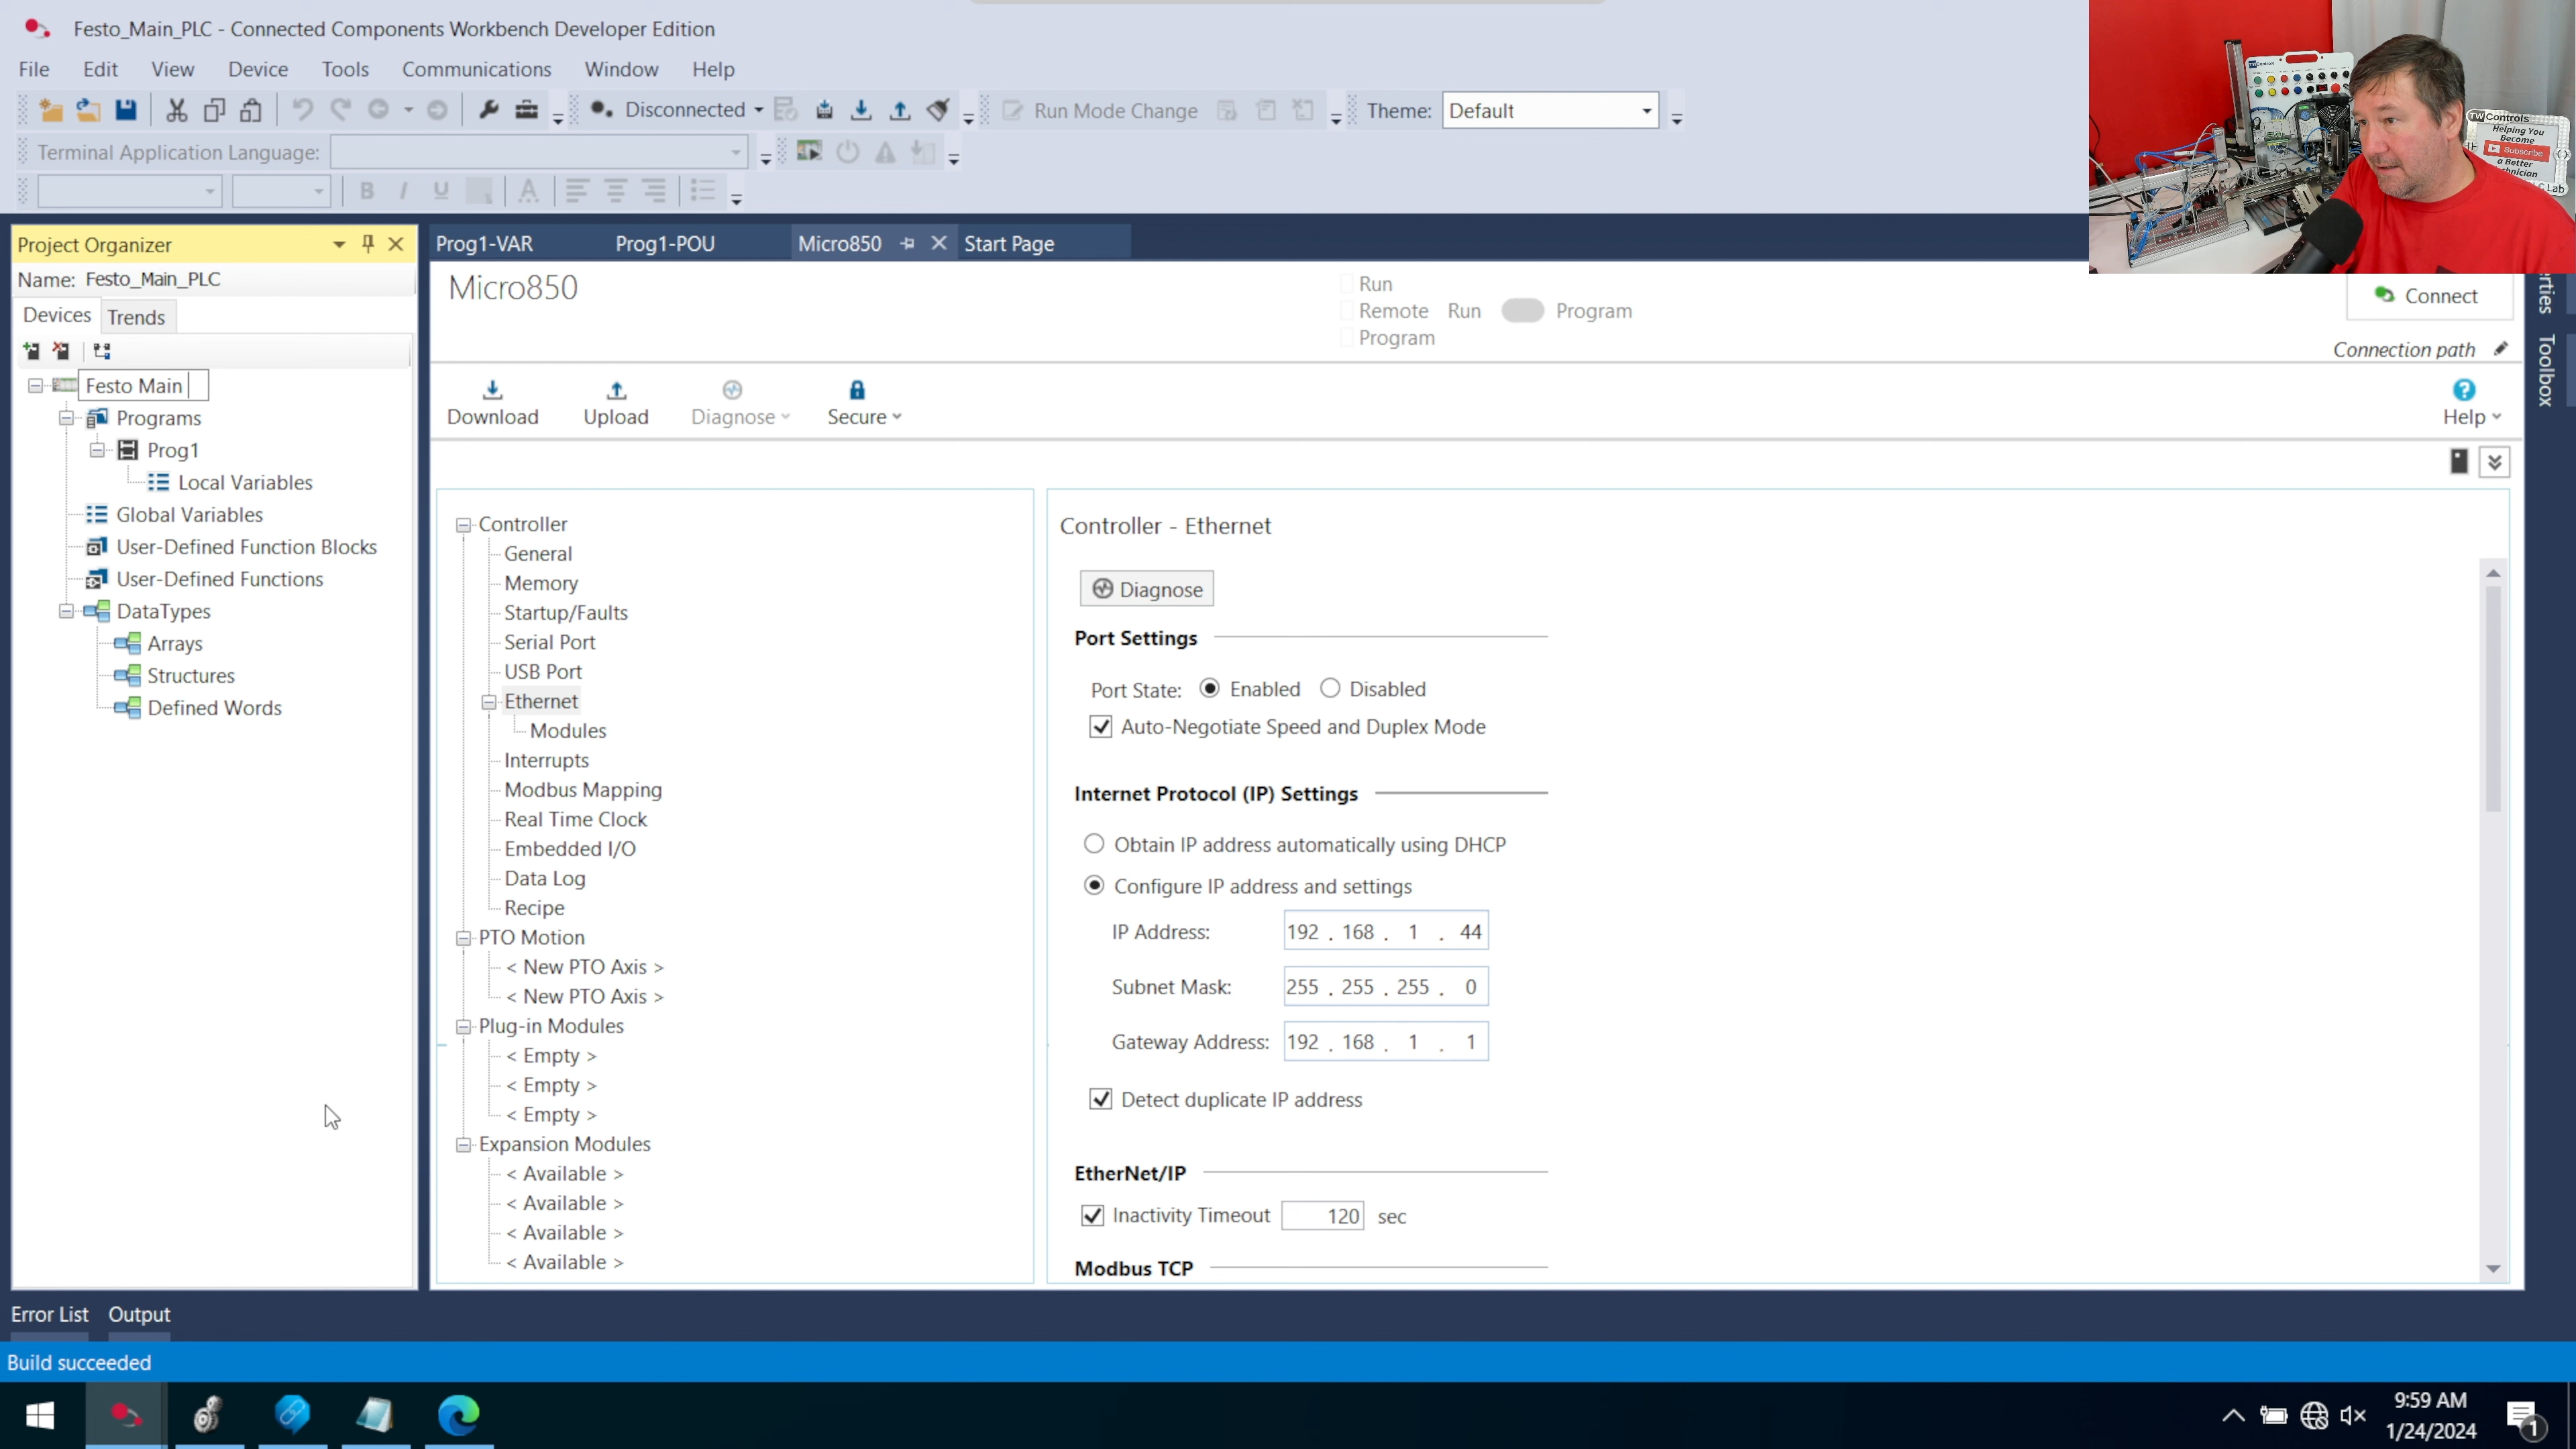 Festo_Main_PLC - Connected Components Workbench Developer Edition
File Edit View Device Tools Communications Window Help
Disconnected Run Mode Change Theme: Default
Terminal Application Language:
B I U A
Project Organizer
Name: Festo_Main_PLC
Devices Trends
Festo Main
Programs
Prog1
Local Variables
Global Variables
User-Defined Function Blocks
User-Defined Functions
DataTypes
Arrays
Structures
Defined Words
Prog1-VAR Prog1-POU Micro850 Start Page
Micro850
Run
Remote Run Program
Program
Connect
Connection path
Download Upload Diagnose Secure Help
Controller
General
Memory
Startup/Faults
Serial Port
USB Port
Ethernet
Modules
Interrupts
Modbus Mapping
Real Time Clock
Embedded I/O
Data Log
Recipe
PTO Motion
< New PTO Axis >
< New PTO Axis >
Plug-in Modules
< Empty >
< Empty >
< Empty >
Expansion Modules
< Available >
< Available >
< Available >
< Available >
Controller - Ethernet
Diagnose
Port Settings
Port State: Enabled Disabled
Auto-Negotiate Speed and Duplex Mode
Internet Protocol (IP) Settings
Obtain IP address automatically using DHCP
Configure IP address and settings
IP Address: 192 . 168 . 1 . 44
Subnet Mask: 255 . 255 . 255 . 0
Gateway Address: 192 . 168 . 1 . 1
Detect duplicate IP address
EtherNet/IP
Inactivity Timeout 120 sec
Modbus TCP
Toolbox
TW Controls
Helping You
Become
Subscribe
a Better
Lab
Error List Output
Build succeeded
9:59 AM
1/24/2024
1